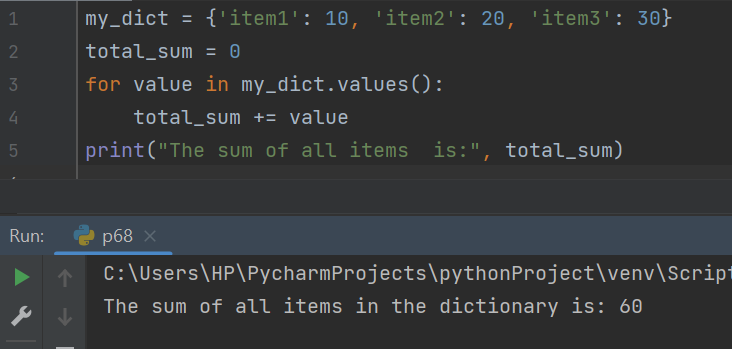 1 my_dict = {'item1': 10, 'item2': 20, 'item3': 30}
2 total_sum = 0
3 for value in my_dict.values():
4     total_sum += value
5 print("The sum of all items  is:", total_sum)
Run: p68
C:\Users\HP\PycharmProjects\pythonProject\venv\Script
The sum of all items in the dictionary is: 60